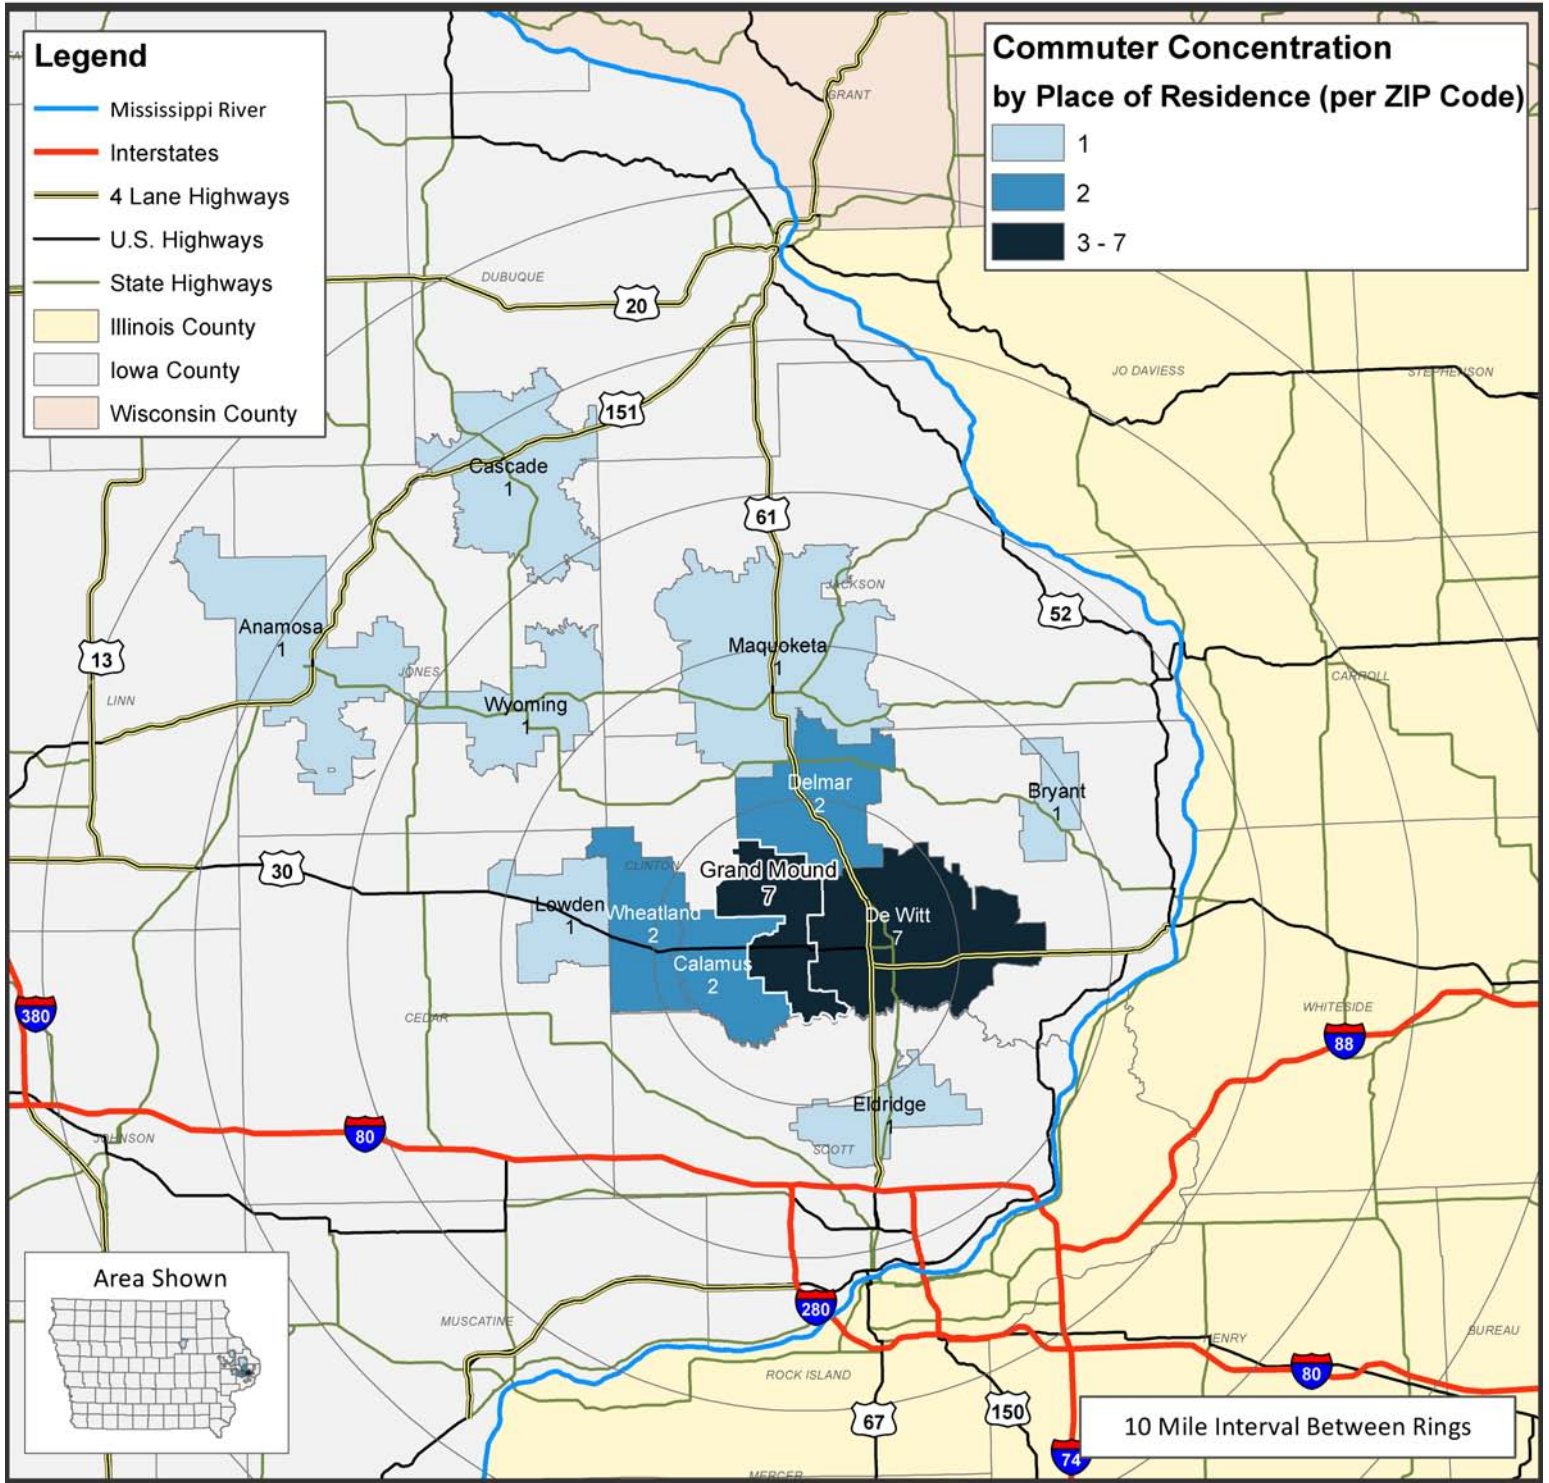 Legend
Mississippi River
Interstates
4 Lane Highways
U.S. Highways
State Highways
Illinois County
Iowa County
Wisconsin County
Commuter Concentration
by Place of Residence (per ZIP Code)
1
2
3 - 7
GRANT
DUBUQUE
20
JO DAVIESS
STEPHENSON
151
Cascade
1
61
JACKSON
52
Anamosa
1
Maquoketa
1
13
JONES
CARROLL
LINN
Wyoming
1
Delmar
2
Bryant
1
30
CLINTON
Grand Mound
7
Lowden
1
Wheatland
2
De Witt
7
Calamus
2
380
CEDAR
WHITESIDE
88
Eldridge
1
80
JOHNSON
SCOTT
Area Shown
280
MUSCATINE
HENRY
BUREAU
ROCK ISLAND
80
67
150
10 Mile Interval Between Rings
74
MERCER